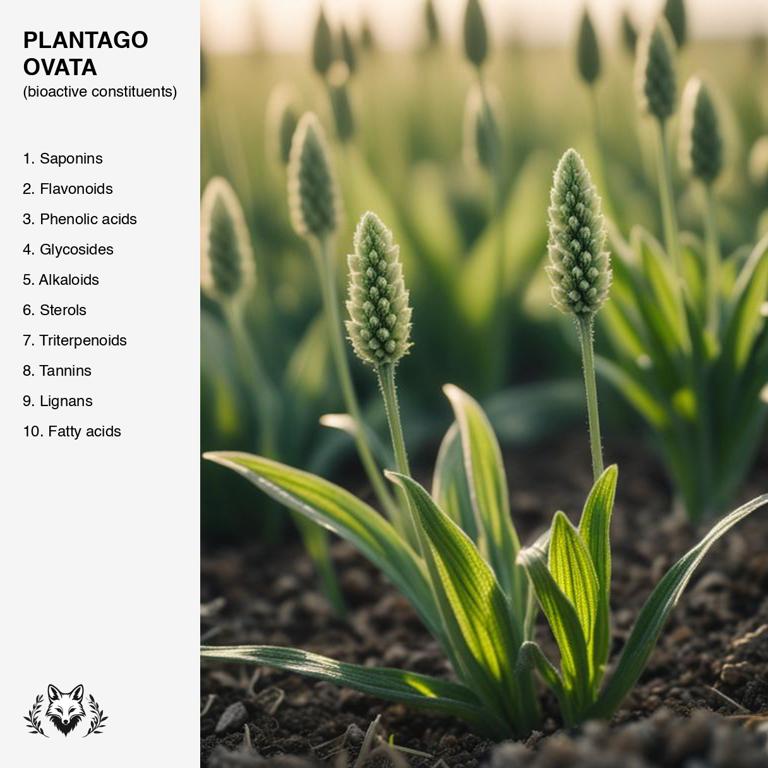 PLANTAGO
OVATA
(bioactive constituents)
1. Saponins
2. Flavonoids
3. Phenolic acids
4. Glycosides
5. Alkaloids
6. Sterols
7. Triterpenoids
8. Tannins
9. Lignans
10. Fatty acids